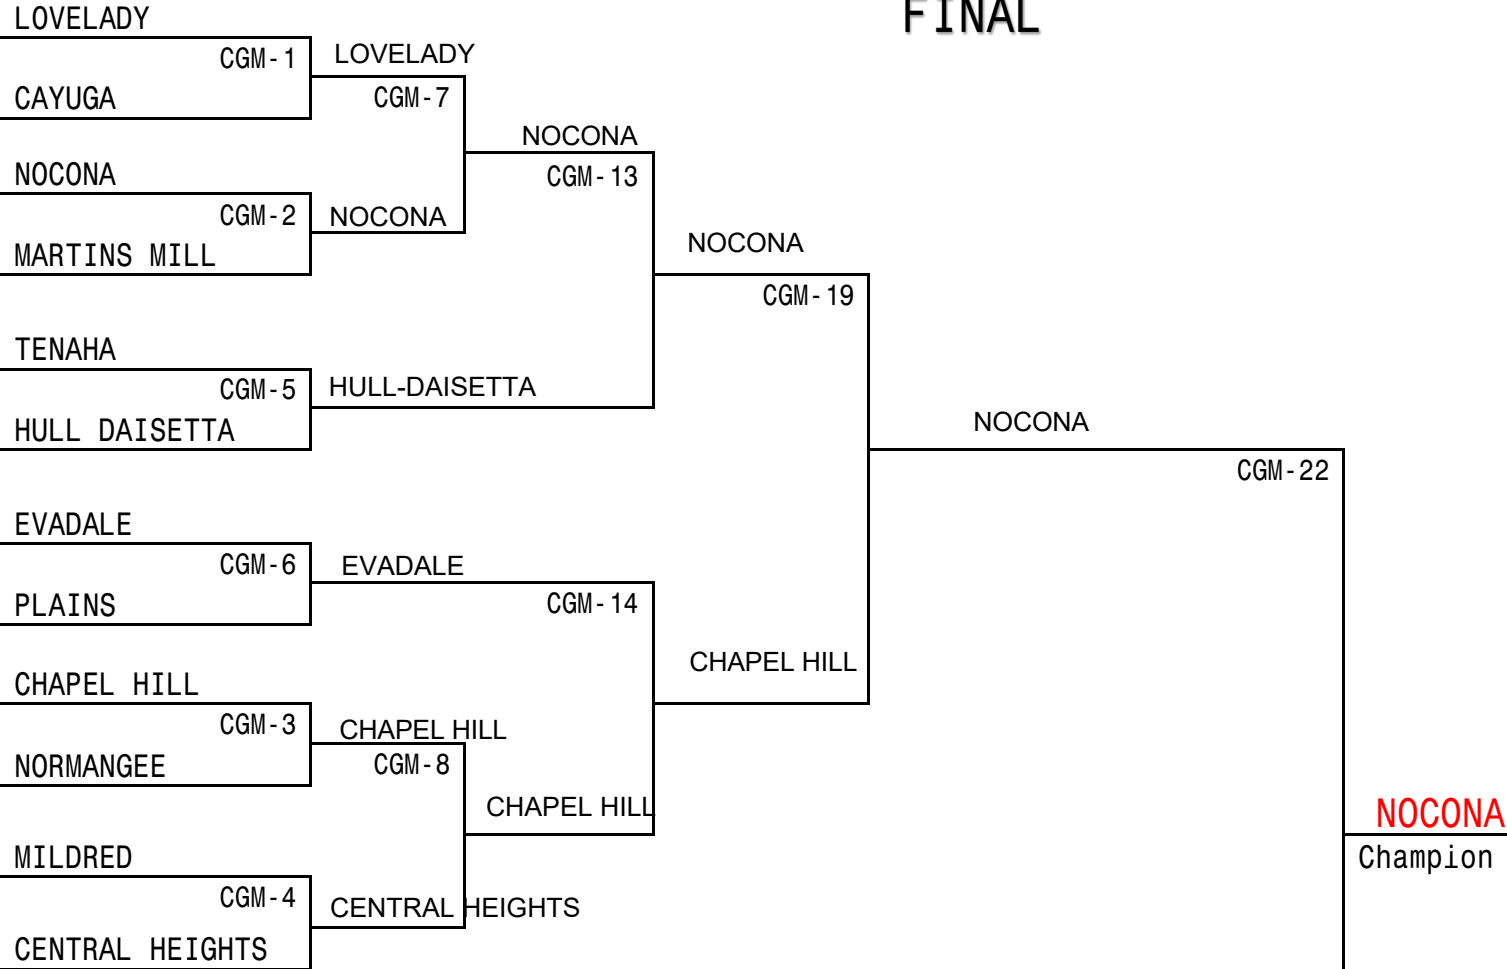 FINAL
LOVELADY
CGM-1
LOVELADY
CAYUGA
CGM-7
NOCONA
NOCONA
CGM-13
CGM-2
NOCONA
MARTINS MILL
NOCONA
CGM-19
TENAHA
CGM-5
HULL-DAISETTA
HULL DAISETTA
NOCONA
CGM-22
EVADALE
CGM-6
EVADALE
PLAINS
CGM-14
CHAPEL HILL
CHAPEL HILL
CGM-3
CHAPEL HILL
NORMANGEE
CGM-8
CHAPEL HILL
NOCONA
Champion
MILDRED
CGM-4
CENTRAL HEIGHTS
CENTRAL HEIGHTS